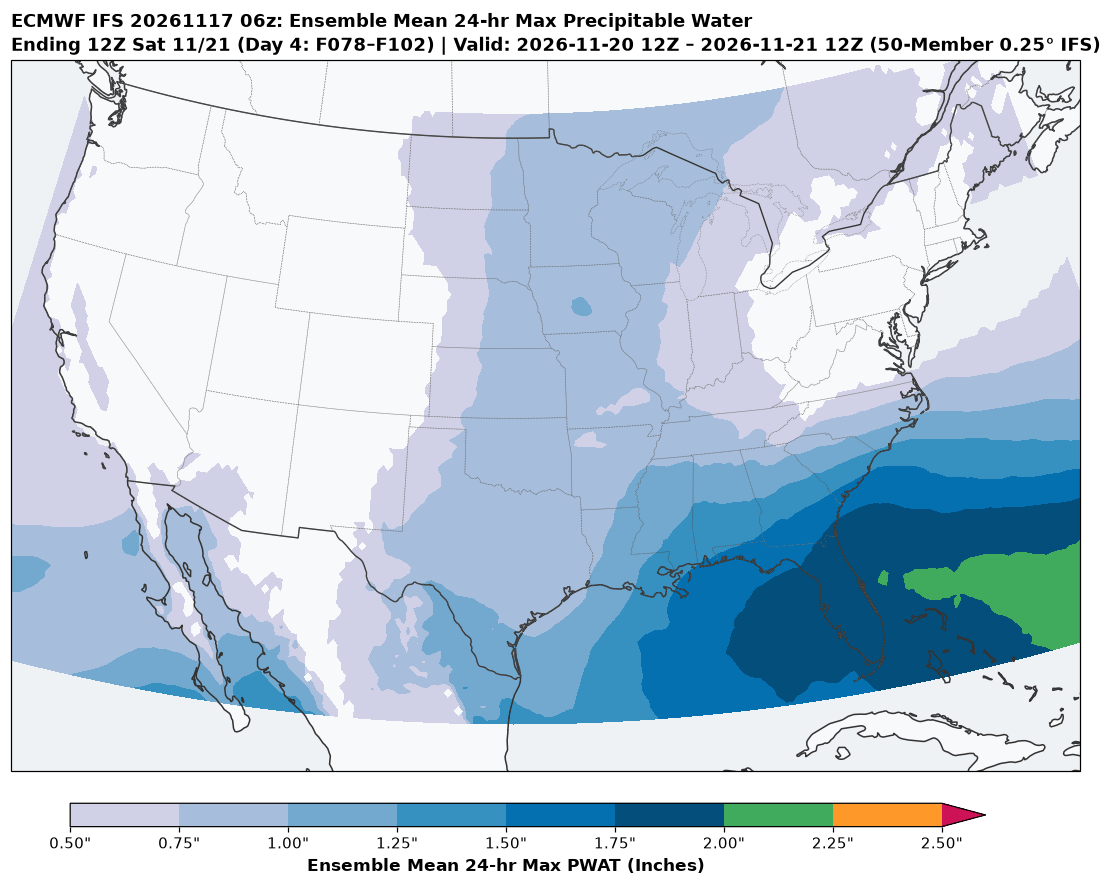 ECMWF IFS 20261117 06z: Ensemble Mean 24-hr Max Precipitable Water
Ending 12Z Sat 11/21 (Day 4: F078–F102) | Valid: 2026-11-20 12Z – 2026-11-21 12Z (50-Member 0.25° IFS)
0.50" 0.75" 1.00" 1.25" 1.50" 1.75" 2.00" 2.25" 2.50"
Ensemble Mean 24-hr Max PWAT (Inches)